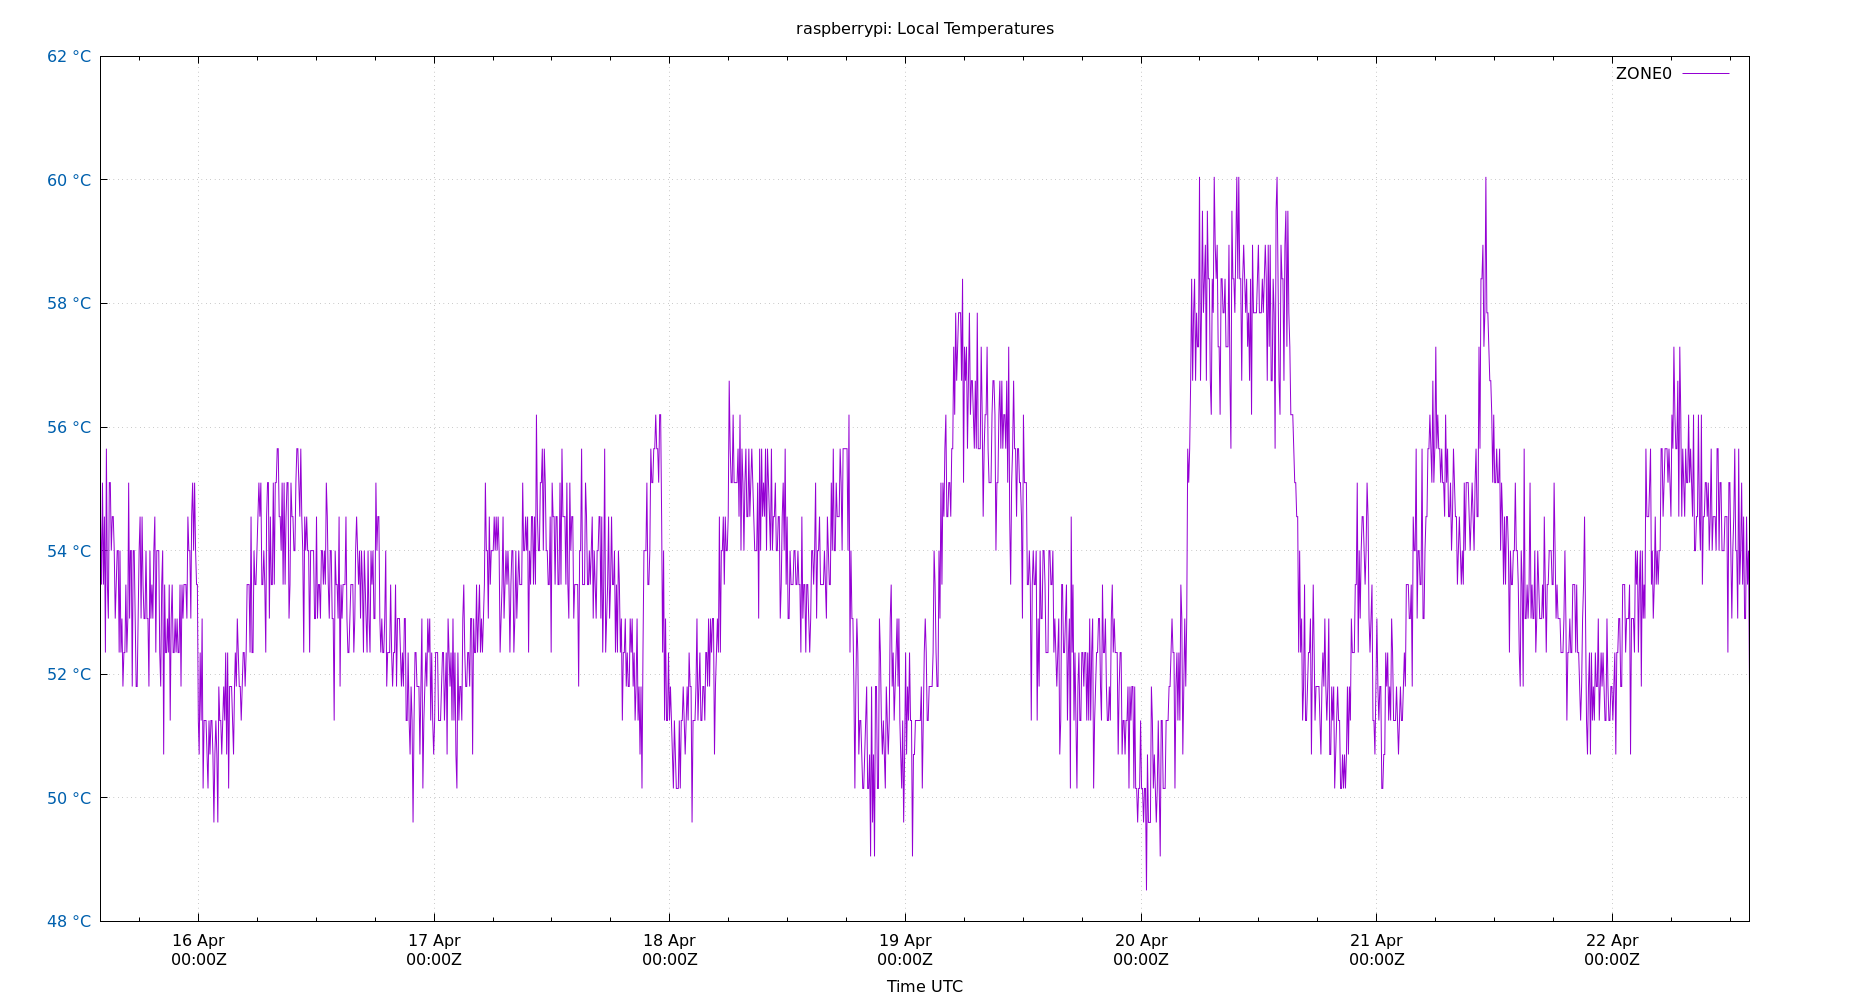 raspberrypi: Local Temperatures
62 °C
ZONE0
60 °C
58 °C
56 °C
54 °C
52 °C
50 °C
48 °C
16 Apr 17 Apr 18 Apr 19 Apr 20 Apr 21 Apr 22 Apr
00:00Z 00:00Z 00:00Z 00:00Z 00:00Z 00:00Z 00:00Z
Time UTC